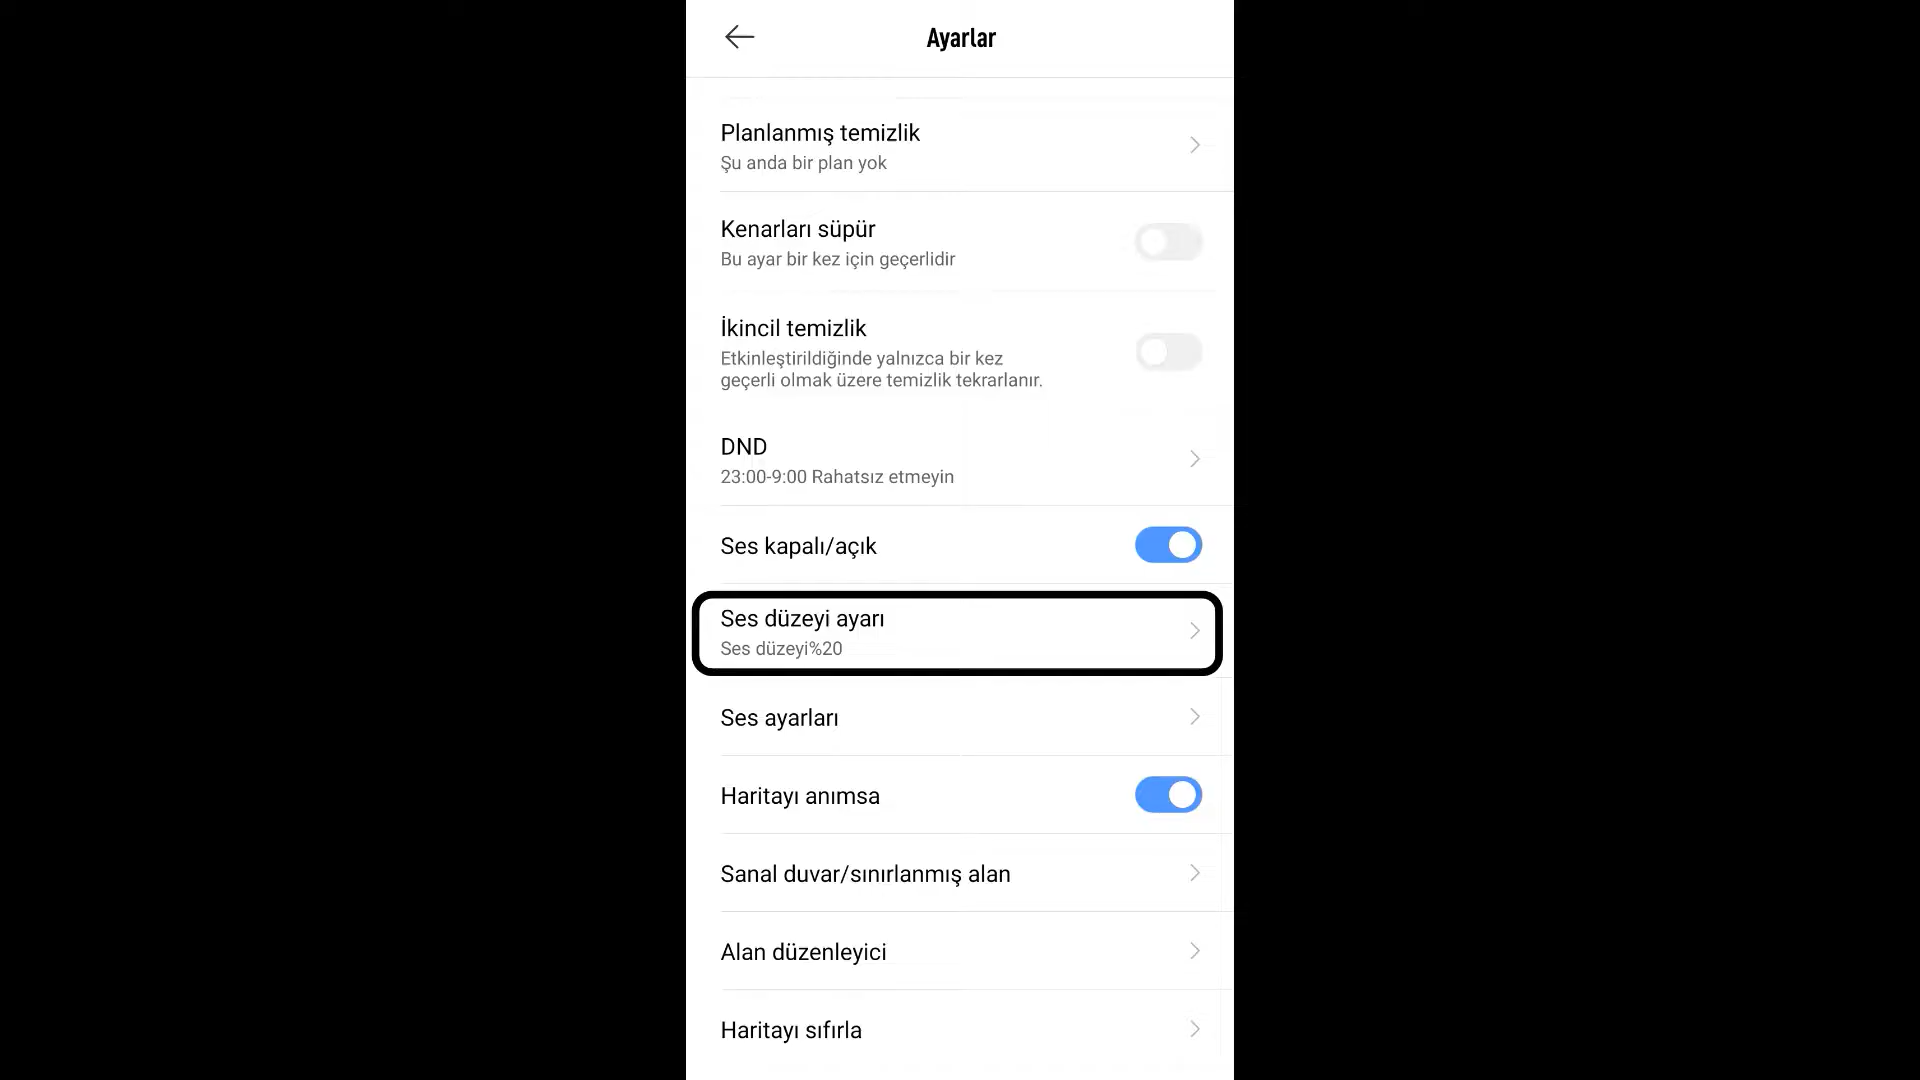 Ayarlar
Planlanmış temizlik
Şu anda bir plan yok
Kenarları süpür
Bu ayar bir kez için geçerlidir
İkincil temizlik
Etkinleştirildiğinde yalnızca bir kez
geçerli olmak üzere temizlik tekrarlanır.
DND
23:00-9:00 Rahatsız etmeyin
Ses kapalı/açık
Ses düzeyi ayarı
Ses düzeyi%20
Ses ayarları
Haritayı anımsa
Sanal duvar/sınırlanmış alan
Alan düzenleyici
Haritayı sıfırla